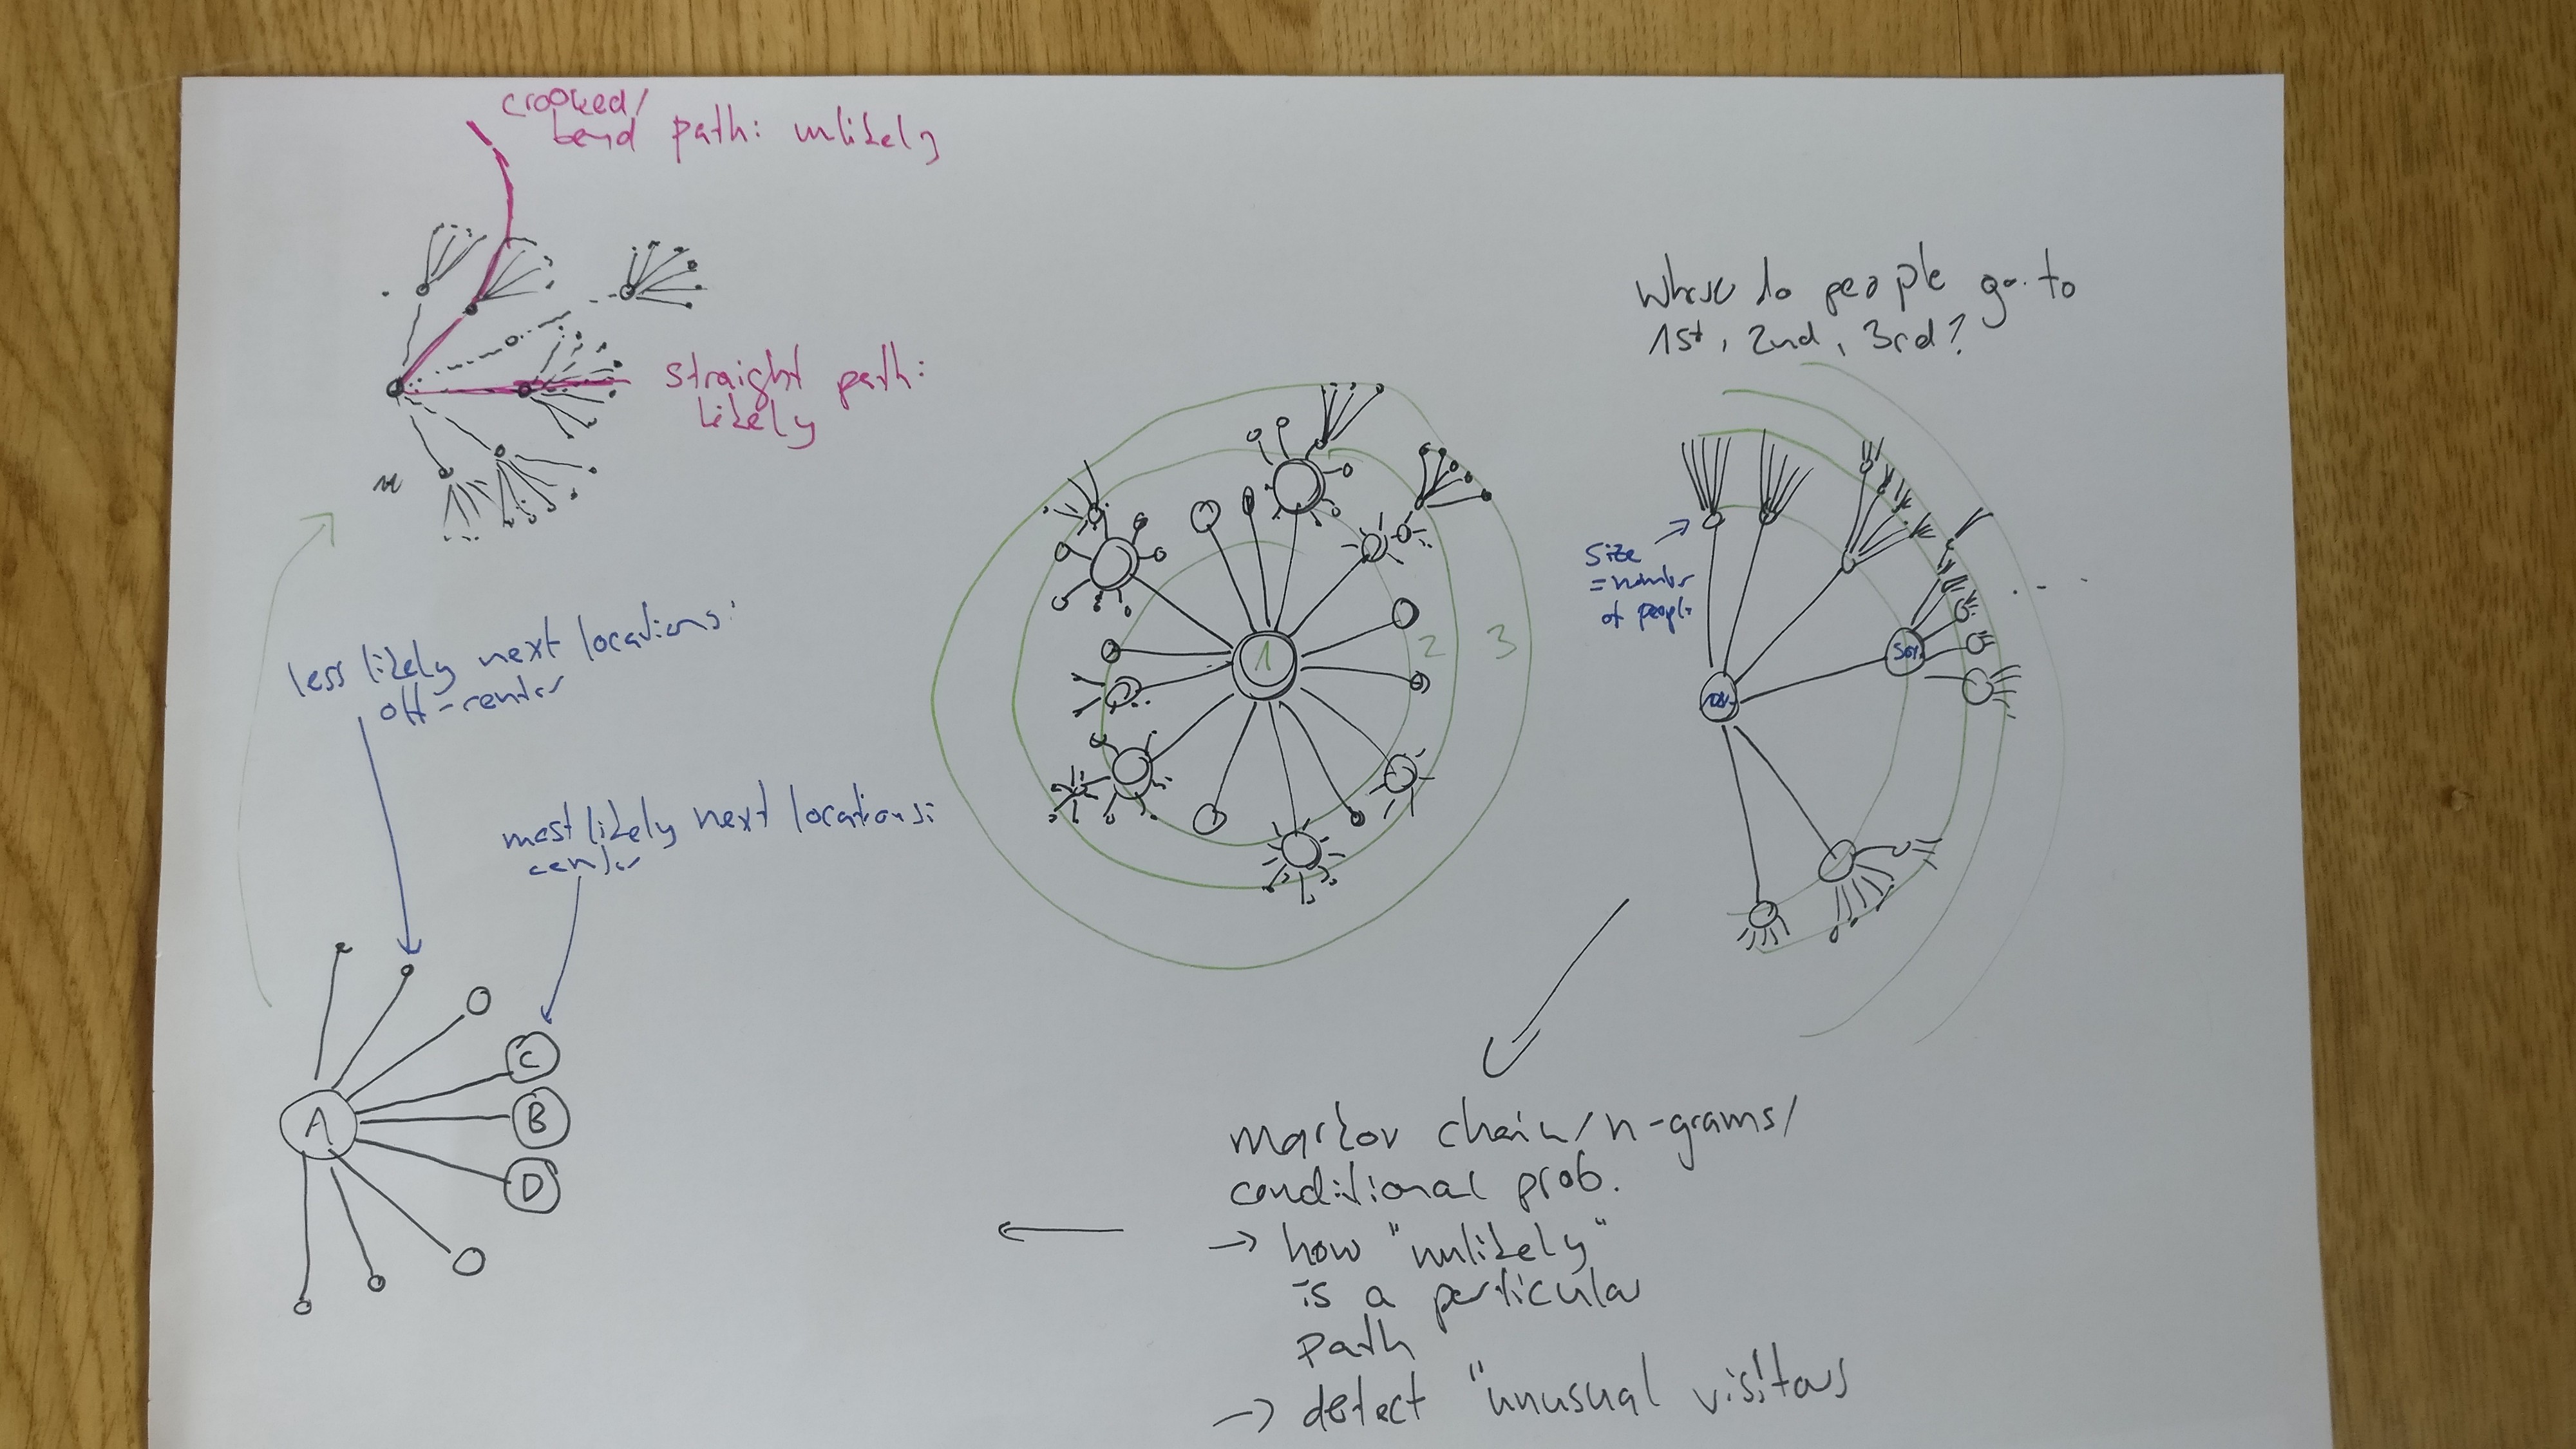 crooked/
bend path: unlikely
straight path:
likely
Where do people go to
1st, 2nd, 3rd?
size
= number
of people
50%
1
2
3
less likely next locations:
off-center
most likely next locations:
center
A
C
B
D
markov chain/n-grams/
conditional prob.
→ how "unlikely"
is a particular
path
→ detect "unusual visitors